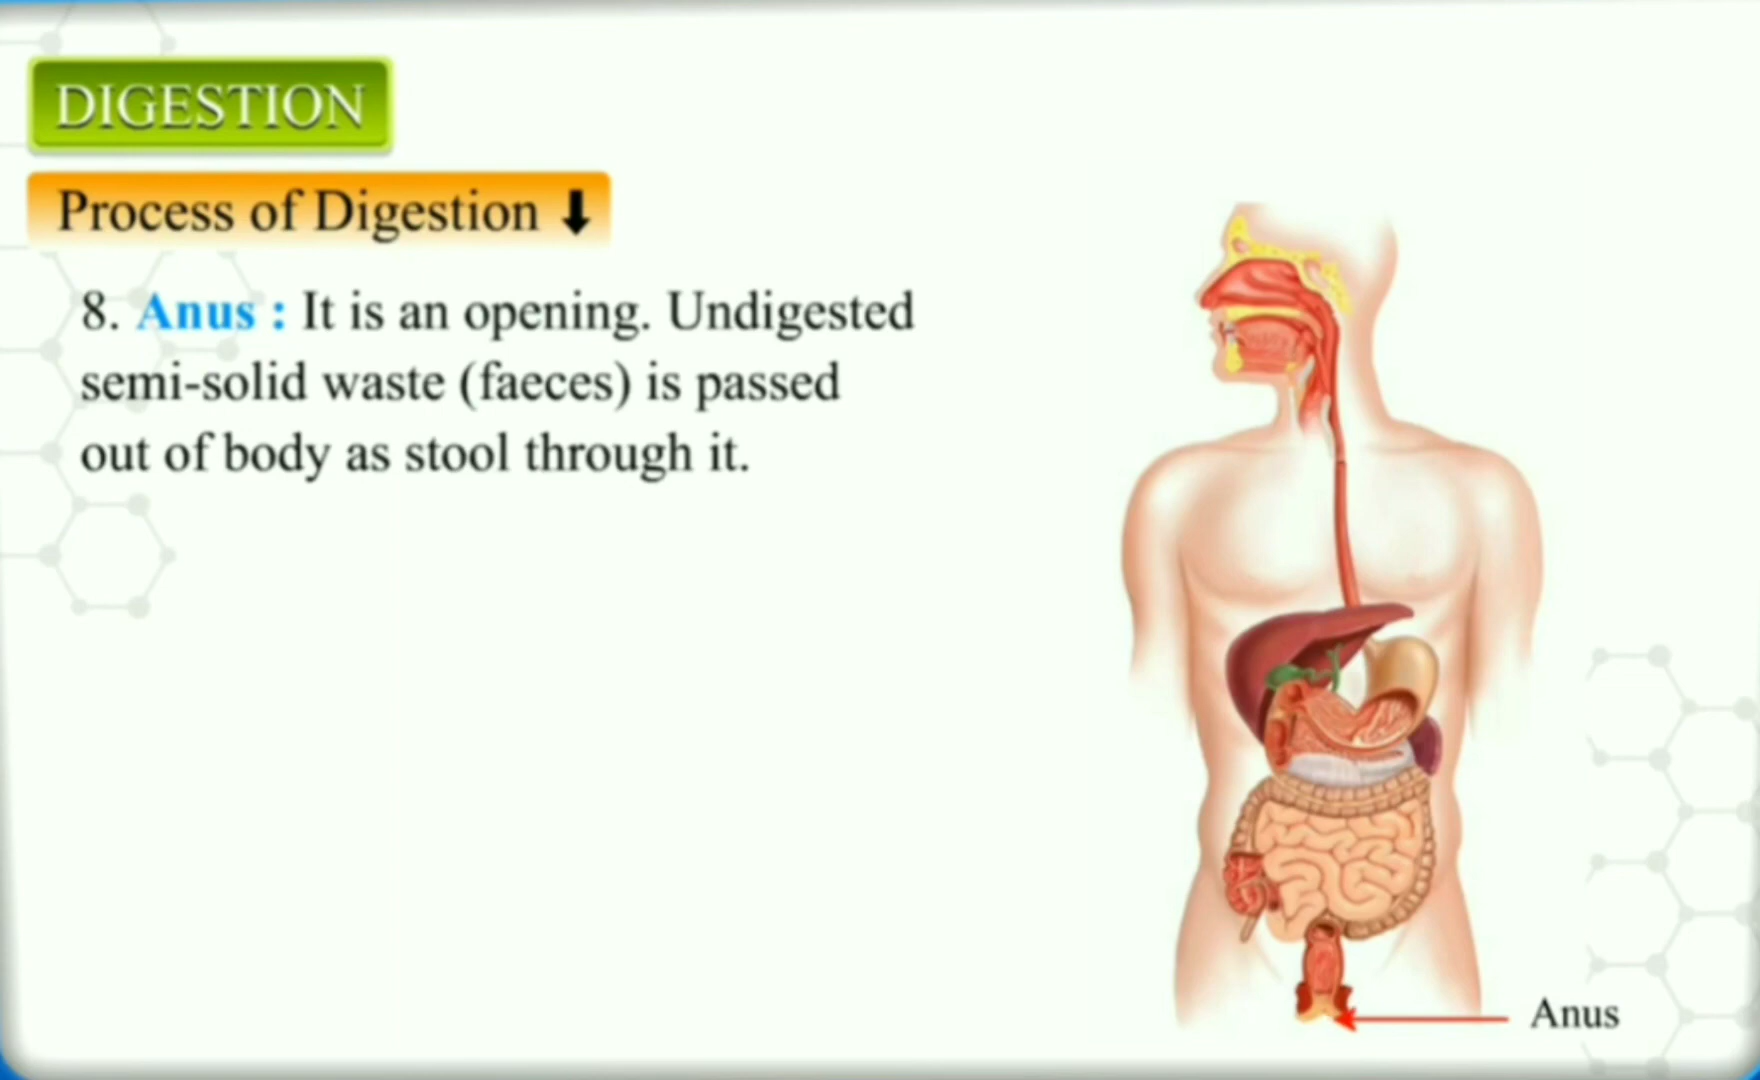 DIGESTION
Process of Digestion ⬇
8. Anus : It is an opening. Undigested
semi-solid waste (faeces) is passed
out of body as stool through it.
Anus